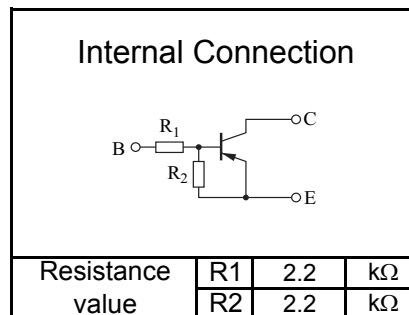 Internal Connection
C
R1
B
R2
E
Resistance value R1 2.2 kΩ
R2 2.2 kΩ